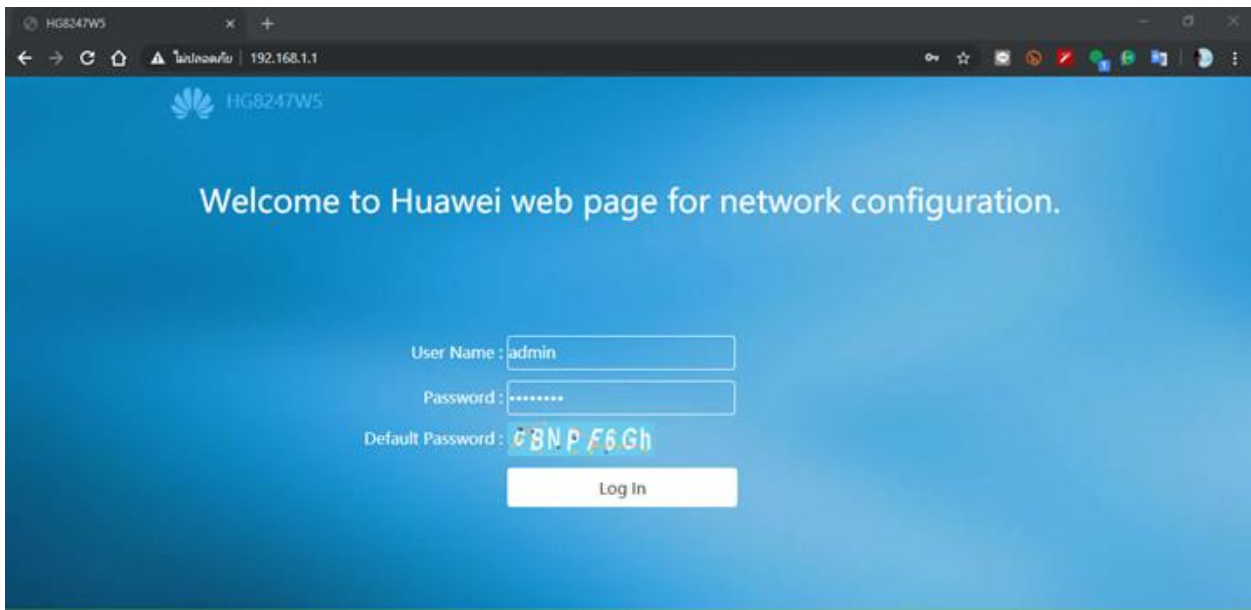 HG8247W5
ไม่ปลอดภัย 192.168.1.1
HG8247W5
Welcome to Huawei web page for network configuration.
User Name : admin
Password : ••••••••
Default Password : cBNPF6Gh
Log In